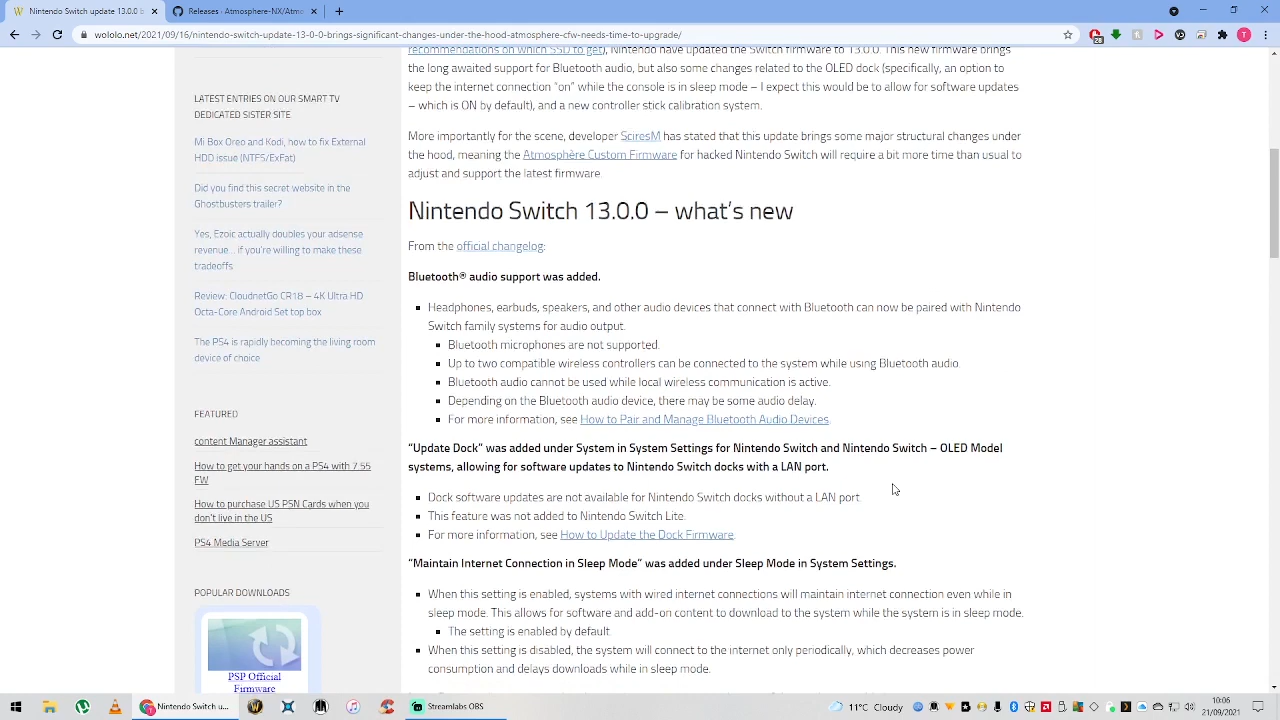 Nintendo Switch update 13.0.0 b
Releases · Atmosphere-NX/Atmo
wololo.net/2021/09/16/nintendo-switch-update-13-0-0-brings-significant-changes-under-the-hood-atmosphere-cfw-needs-time-to-upgrade/
LATEST ENTRIES ON OUR SMART TV
DEDICATED SISTER SITE
Mi Box Oreo and Kodi, how to fix External
HDD issue (NTFS/ExFat)
Did you find this secret website in the
Ghostbusters trailer?
Yes, Ezoic actually doubles your adsense
revenue… if you're willing to make these
tradeoffs
Review: CloudnetGo CR18 – 4K Ultra HD
Octa-Core Android Set top box
The PS4 is rapidly becoming the living room
device of choice
FEATURED
content Manager assistant
How to get your hands on a PS4 with 7.55
FW
How to purchase US PSN Cards when you
don't live in the US
PS4 Media Server
POPULAR DOWNLOADS
PSP Official
Firmware
recommendations on which SSD to get), Nintendo have updated the Switch firmware to 13.0.0. This new firmware brings
the long awaited support for Bluetooth audio, but also some changes related to the OLED dock (specifically, an option to
keep the internet connection "on" while the console is in sleep mode – I expect this would be to allow for software updates
– which is ON by default), and a new controller stick calibration system.
More importantly for the scene, developer SciresM has stated that this update brings some major structural changes under
the hood, meaning the Atmosphère Custom Firmware for hacked Nintendo Switch will require a bit more time than usual to
adjust and support the latest firmware.
Nintendo Switch 13.0.0 – what's new
From the official changelog:
Bluetooth® audio support was added.
Headphones, earbuds, speakers, and other audio devices that connect with Bluetooth can now be paired with Nintendo
Switch family systems for audio output.
Bluetooth microphones are not supported.
Up to two compatible wireless controllers can be connected to the system while using Bluetooth audio.
Bluetooth audio cannot be used while local wireless communication is active.
Depending on the Bluetooth audio device, there may be some audio delay.
For more information, see How to Pair and Manage Bluetooth Audio Devices.
"Update Dock" was added under System in System Settings for Nintendo Switch and Nintendo Switch – OLED Model
systems, allowing for software updates to Nintendo Switch docks with a LAN port.
Dock software updates are not available for Nintendo Switch docks without a LAN port.
This feature was not added to Nintendo Switch Lite.
For more information, see How to Update the Dock Firmware.
"Maintain Internet Connection in Sleep Mode" was added under Sleep Mode in System Settings.
When this setting is enabled, systems with wired internet connections will maintain internet connection even while in
sleep mode. This allows for software and add-on content to download to the system while the system is in sleep mode.
The setting is enabled by default.
When this setting is disabled, the system will connect to the internet only periodically, which decreases power
consumption and delays downloads while in sleep mode.
Nintendo Switch u...
Streamlabs OBS
11°C Cloudy
10:06
21/09/2021